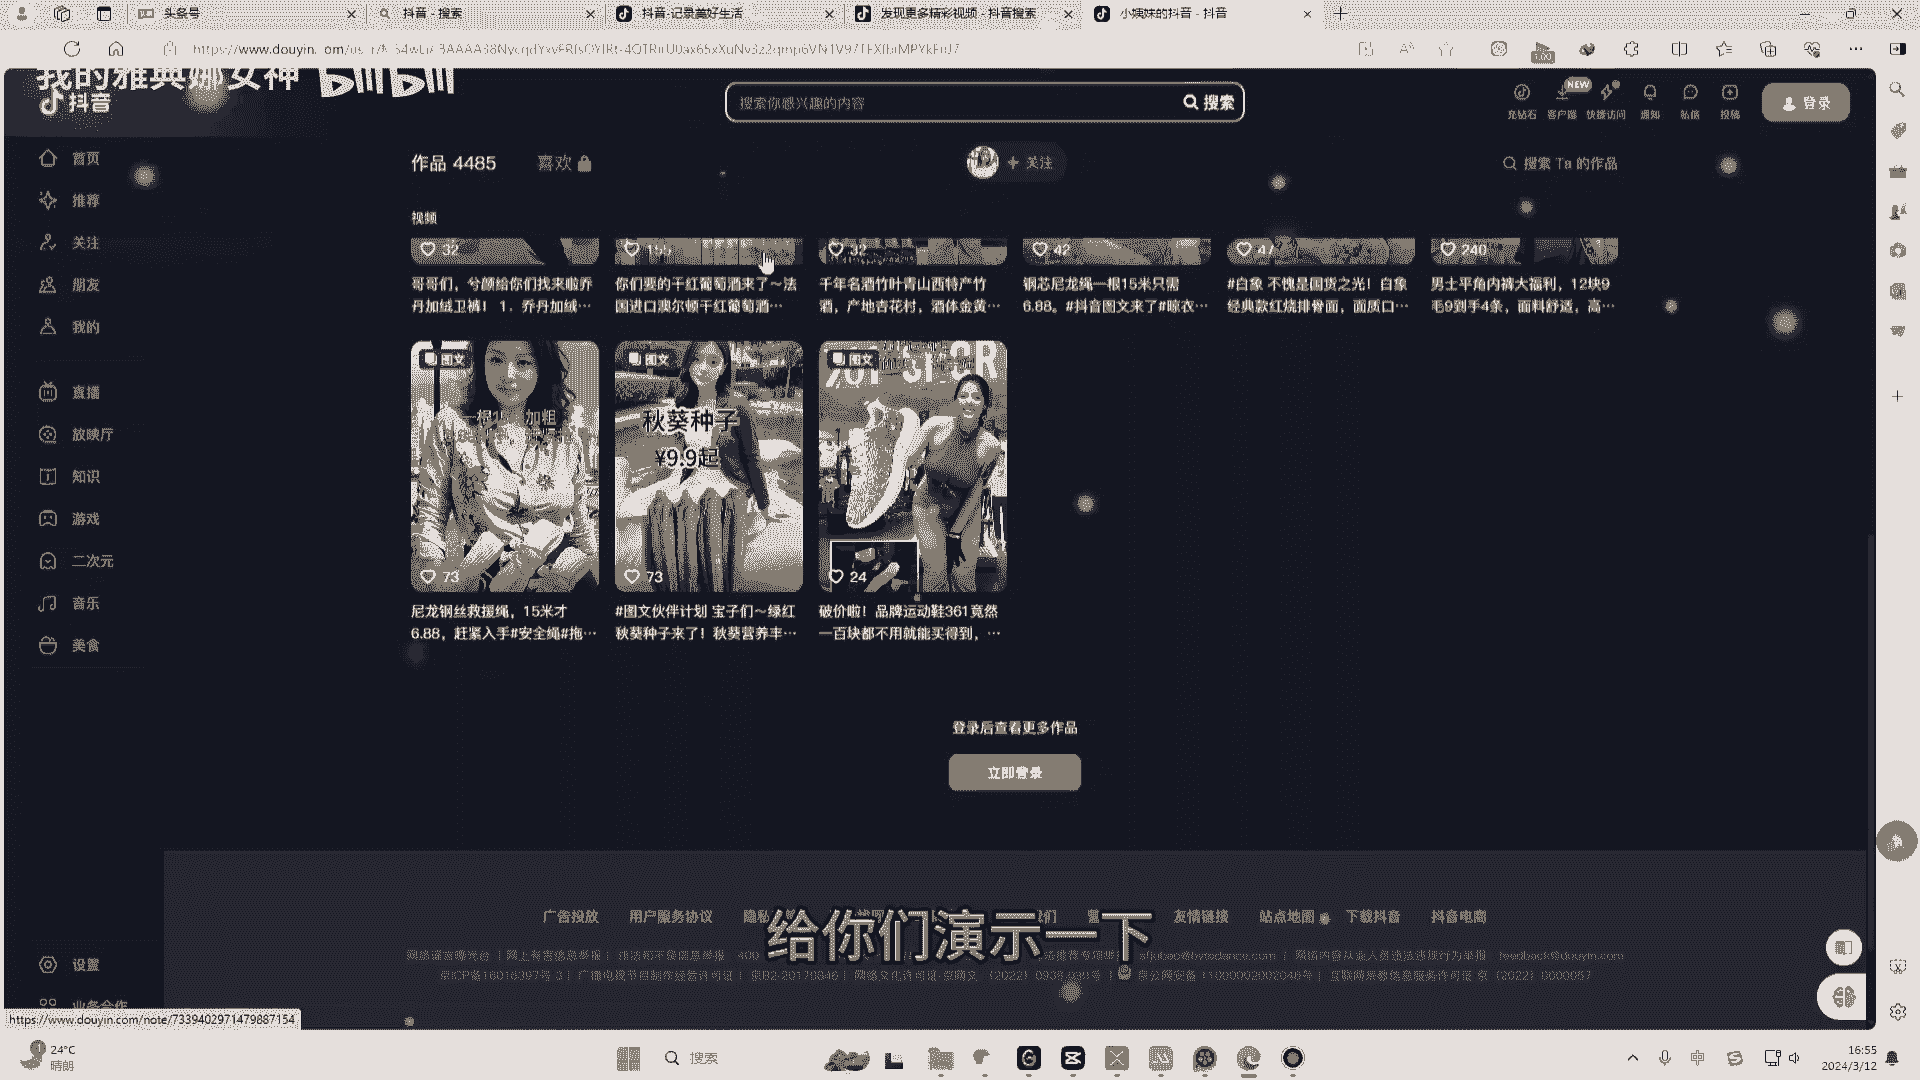 头条号
抖音 - 搜索
抖音-记录美好生活
发现更多精彩视频 - 抖音搜索
小姨妹的抖音 - 抖音
1.00
我的雅典娜女神
抖音
搜索你感兴趣的内容
搜索
充钻石
客户端
NEW
快捷访问
通知
私信
投稿
登录
首页
推荐
关注
朋友
我的
直播
放映厅
知识
游戏
二次元
音乐
美食
设置
业务合作
作品 4485
喜欢
关注
搜索 Ta 的作品
视频
32
32
42
47
240
哥哥们，兮颜给你们找来啦乔
丹加绒卫裤！ 1．乔丹加绒…
你们要的干红葡萄酒来了～法
国进口澳尔顿干红葡萄酒…
千年名酒竹叶青山西特产竹
酒，产地杏花村，酒体金黄…
钢芯尼龙绳一根15米只需
6.88。#抖音图文来了#晾衣…
#白象 不愧是国货之光！白象
经典款红烧排骨面，面质口…
男士平角内裤大福利，12块9
毛9到手4条，面料舒适，高…
图文
73
尼龙钢丝救援绳，15米才
6.88，赶紧入手#安全绳#拖…
图文
秋葵种子
¥9.9起
73
#图文伙伴计划 宝子们～绿红
秋葵种子来了！秋葵营养丰…
图文
24
破价啦！品牌运动鞋361竟然
一百块都不用就能买得到，…
登录后查看更多作品
立即登录
广告投放
用户服务协议
友情链接
站点地图
下载抖音
抖音电商
给你们演示一下
https://www.douyin.com/note/7339402971479887154
24°C
晴朗
搜索
中
16:55
2024/3/12